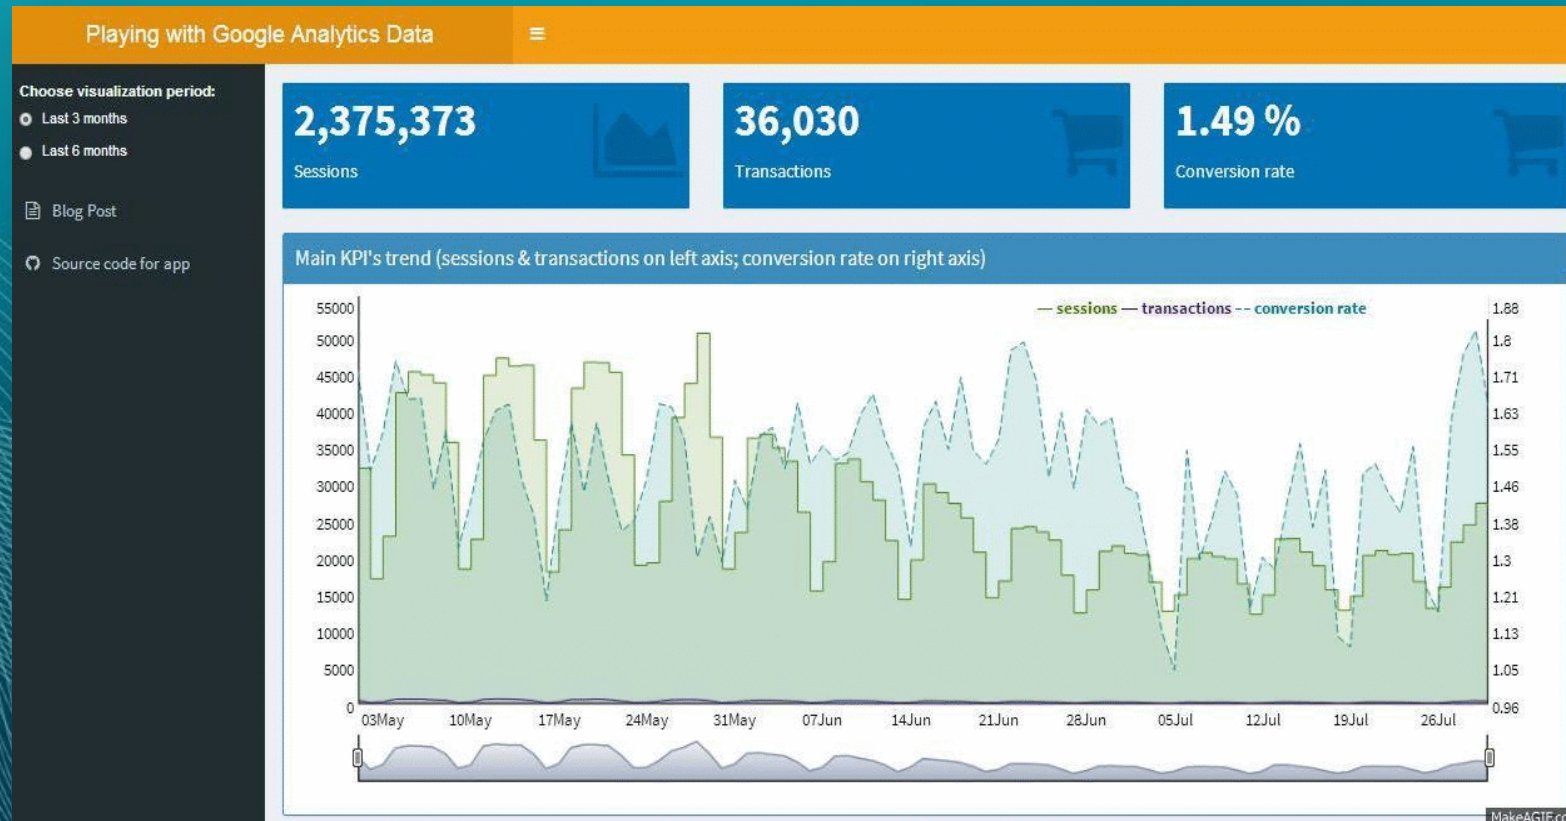 Playing with Google Analytics Data
Choose visualization period:
Last 3 months
Last 6 months
Blog Post
Source code for app
2,375,373
Sessions
36,030
Transactions
1.49 %
Conversion rate
Main KPI's trend (sessions & transactions on left axis; conversion rate on right axis)
sessions transactions conversion rate
55000
50000
45000
40000
35000
30000
25000
20000
15000
10000
5000
0
1.88
1.8
1.71
1.63
1.55
1.46
1.38
1.3
1.21
1.13
1.05
0.96
03May 10May 17May 24May 31May 07Jun 14Jun 21Jun 28Jun 05Jul 12Jul 19Jul 26Jul